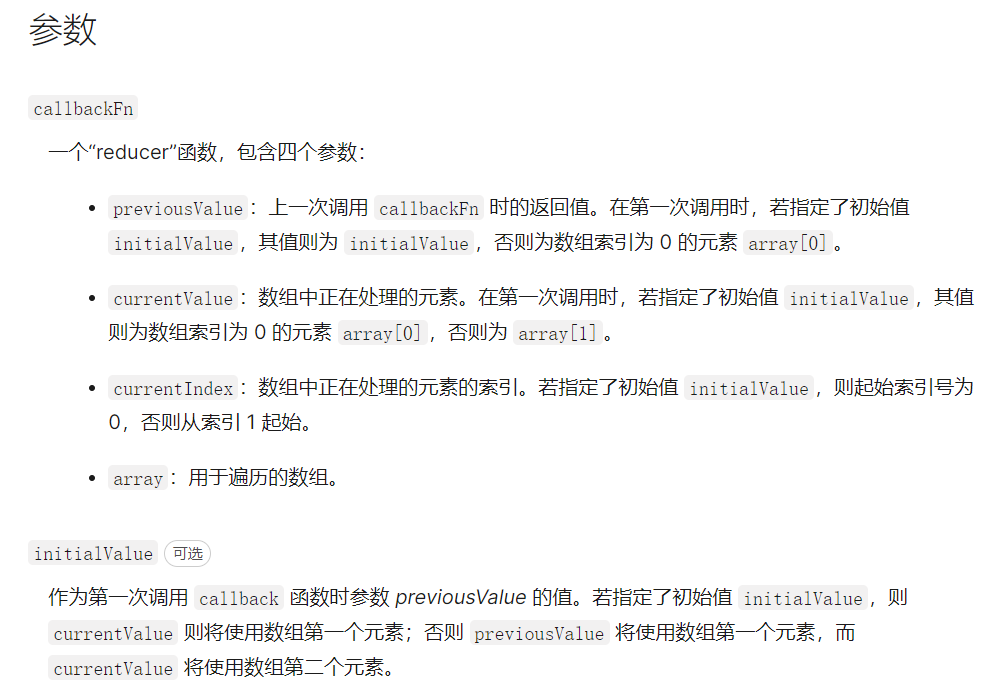 参数
callbackFn
一个“reducer”函数，包含四个参数：
• previousValue：上一次调用 callbackFn 时的返回值。在第一次调用时，若指定了初始值
initialValue，其值则为 initialValue，否则为数组索引为 0 的元素 array[0]。
• currentValue：数组中正在处理的元素。在第一次调用时，若指定了初始值 initialValue，其值
则为数组索引为 0 的元素 array[0]，否则为 array[1]。
• currentIndex：数组中正在处理的元素的索引。若指定了初始值 initialValue，则起始索引号为
0，否则从索引 1 起始。
• array：用于遍历的数组。
initialValue 可选
作为第一次调用 callback 函数时参数 previousValue 的值。若指定了初始值 initialValue，则
currentValue 则将使用数组第一个元素；否则 previousValue 将使用数组第一个元素，而
currentValue 将使用数组第二个元素。